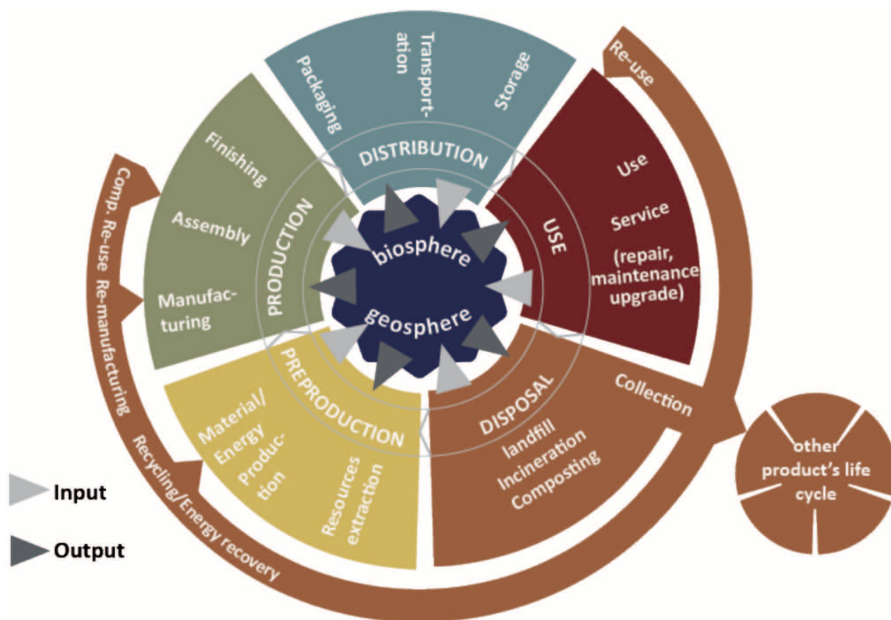 Packaging
Transport-
ation
Storage
DISTRIBUTION
Re-use
Use
Service
(repair,
maintenance
upgrade)
USE
Finishing
Assembly
Manufac-
turing
PRODUCTION
biosphere
geosphere
Comp. Re-use Re-manufacturing
Recycling/Energy recovery
PREPRODUCTION
Material/
Energy
Produc-
tion
Resources
extraction
DISPOSAL
landfill
Incineration
Composting
Collection
other
product's life
cycle
Input
Output